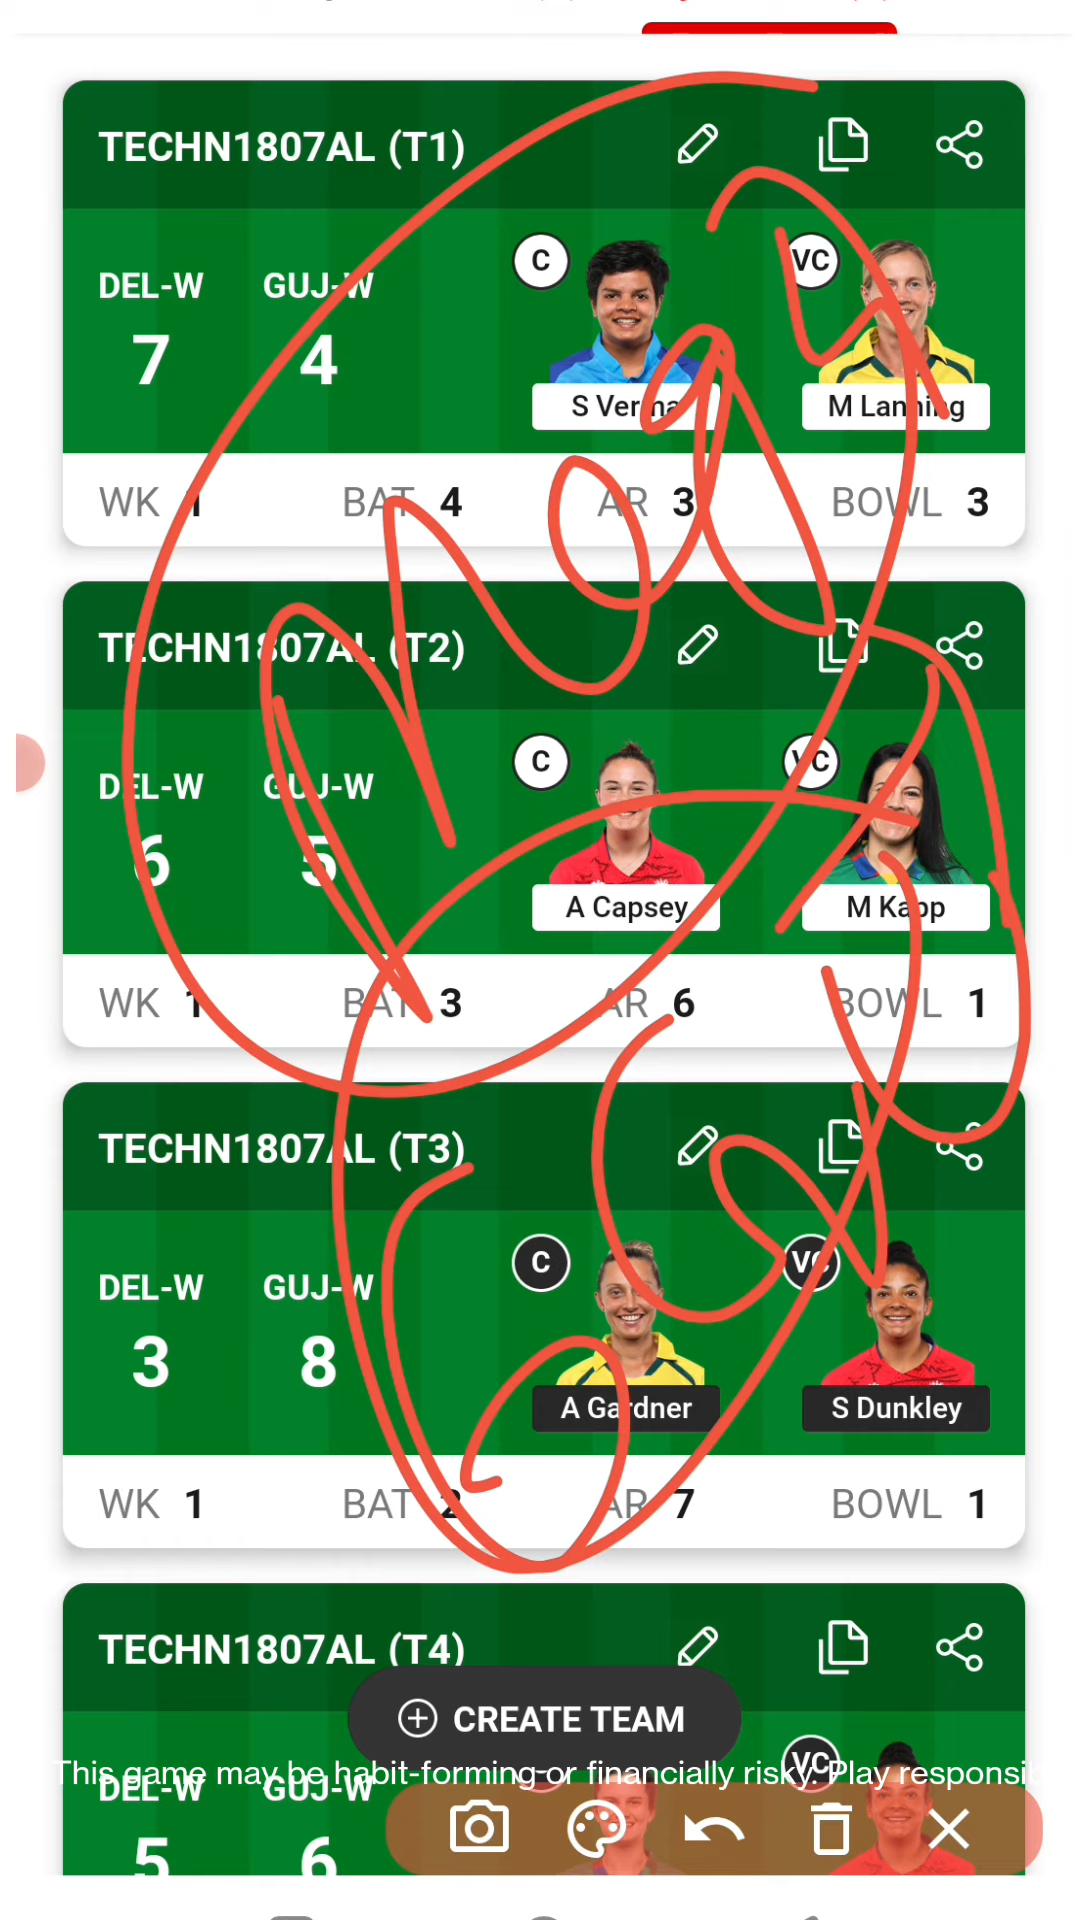 TECHN1807AL (T1)
DEL-W GUJ-W C VC
7 4
S Verma M Lanning
WK 1 BAT 4 AR 3 BOWL 3
TECHN1807AL (T2)
DEL-W GUJ-W C VC
6 5
A Capsey M Kapp
WK 1 BAT 3 AR 6 BOWL 1
TECHN1807AL (T3)
DEL-W GUJ-W C VC
3 8
A Gardner S Dunkley
WK 1 BAT 2 AR 7 BOWL 1
TECHN1807AL (T4)
CREATE TEAM
This game may be habit-forming or financially risky. Play responsi
DEL-W GUJ-W VC
5 6